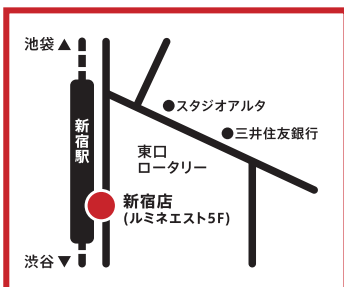 池袋▲
●スタジオアルタ
●三井住友銀行
新宿駅
東口
ロータリー
新宿店
(ルミネエスト5F)
渋谷▼